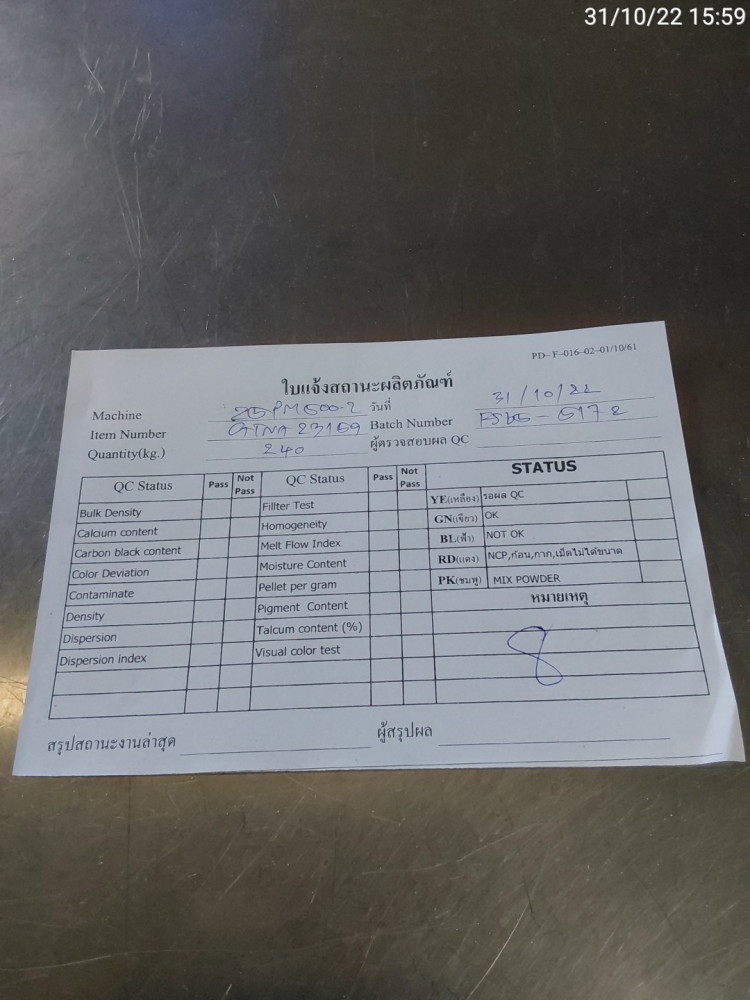 31/10/22 15:59
PD-F-016-02-01/10/61
ใบแจ้งสถานะผลิตภัณฑ์
Machine วันที่ 31/10/22
Item Number Batch Number
Quantity(kg.) 240 ผู้ตรวจสอบผล QC
QC Status Pass Not Pass QC Status Pass Not Pass STATUS
Bulk Density Fillter Test YE(เหลือง) รอผล QC
Calcium content Homogeneity GN(เขียว) OK
Carbon black content Melt Flow Index BL(ฟ้า) NOT OK
Color Deviation Moisture Content RD(แดง) NCP,ก้อน,กาก,เม็ดไม่ได้ขนาด
Contaminate Pellet per gram PK(ชมพู) MIX POWDER
Density Pigment Content หมายเหตุ
Dispersion Talcum content (%)
Dispersion index Visual color test
8
สรุปสถานะงานล่าสุด ผู้สรุปผล